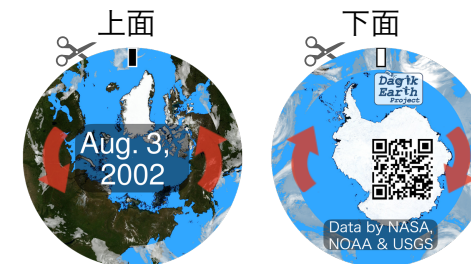 上面
下面
Aug. 3,
2002
Dagik
Earth
Project
Data by NASA,
NOAA & USGS